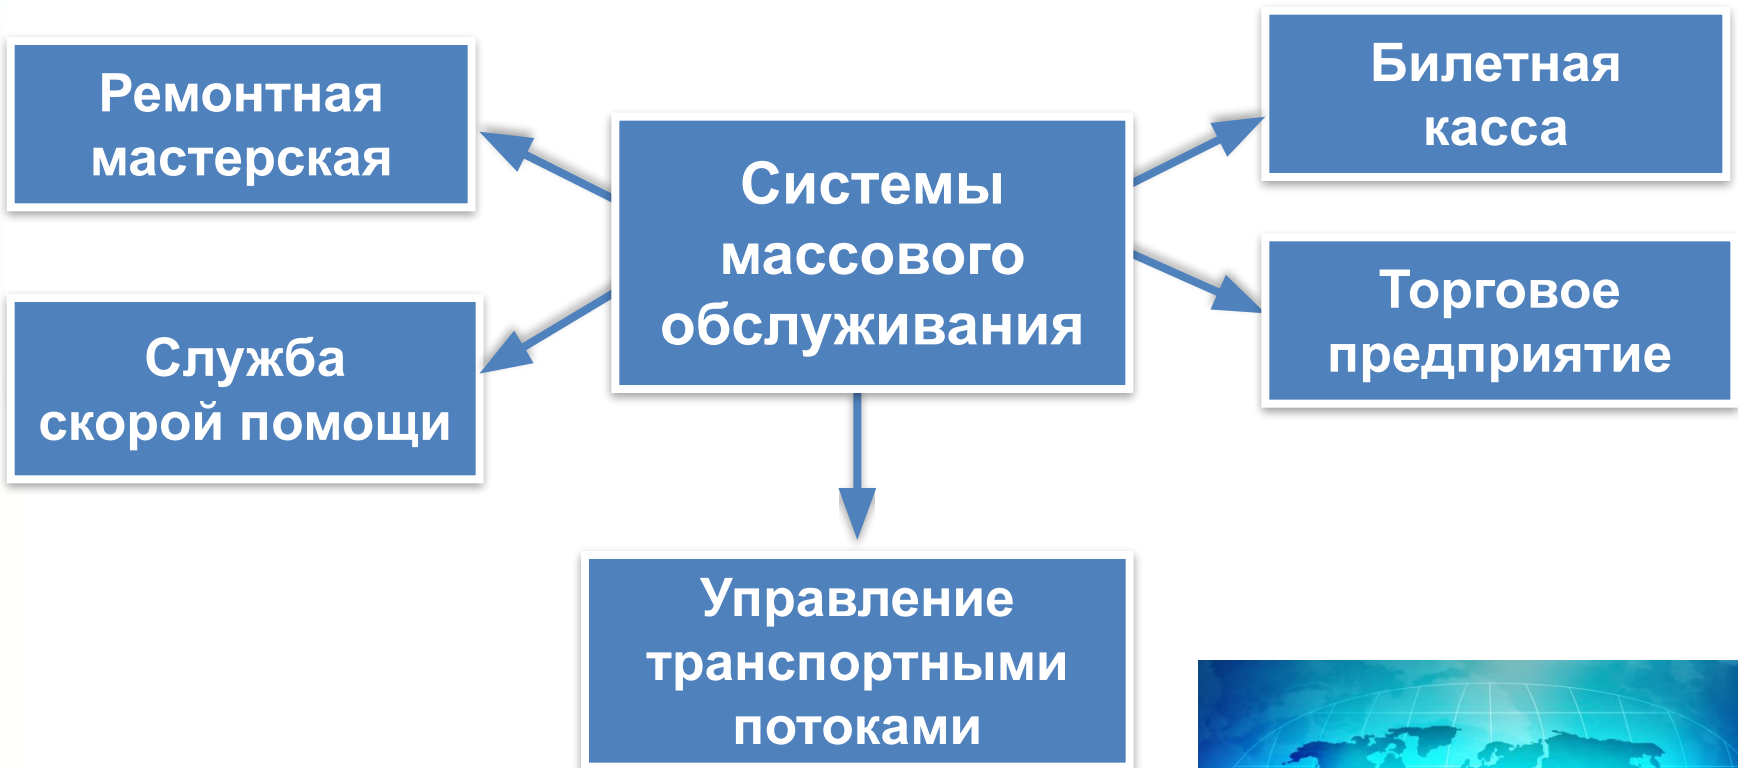 Ремонтная
мастерская
Служба
скорой помощи
Системы
массового
обслуживания
Билетная
касса
Торговое
предприятие
Управление
транспортными
потоками